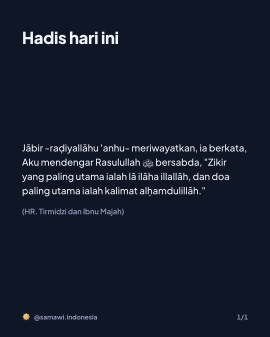 Hadis hari ini
Jābir -raḍiyallāhu 'anhu- meriwayatkan, ia berkata,
Aku mendengar Rasulullah ﷺ bersabda, "Zikir
yang paling utama ialah lā ilāha illallāh, dan doa
paling utama ialah kalimat alḥamdulillāh."
(HR. Tirmidzi dan Ibnu Majah)
@samawi.indonesia
1/1